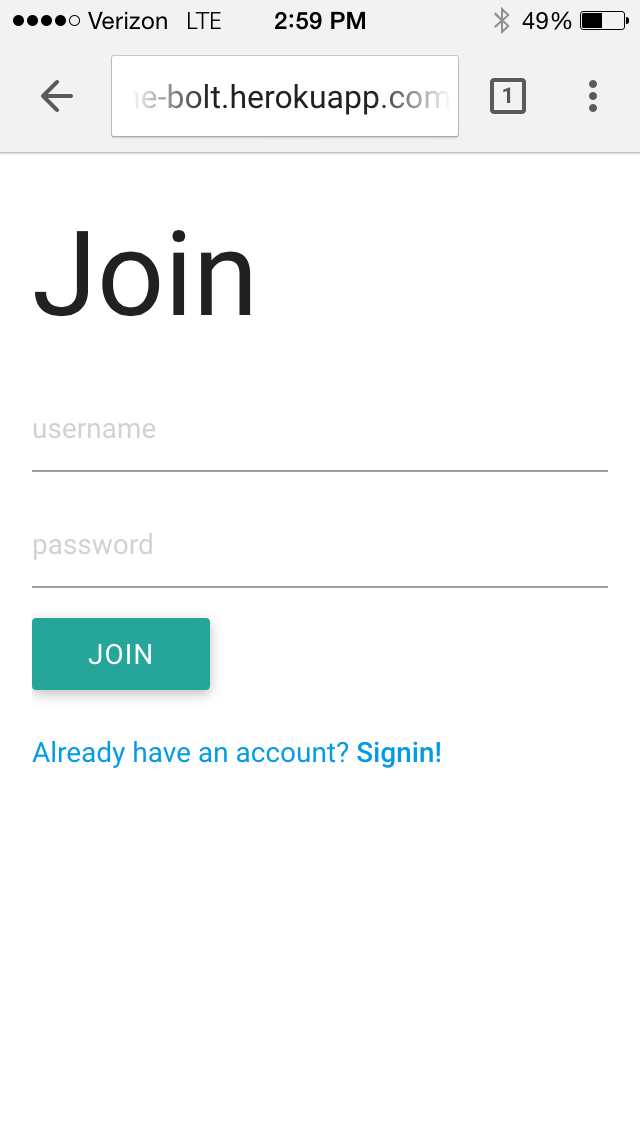 Verizon LTE 2:59 PM 49%
e-bolt.herokuapp.com 1
Join
username
password
JOIN
Already have an account? Signin!